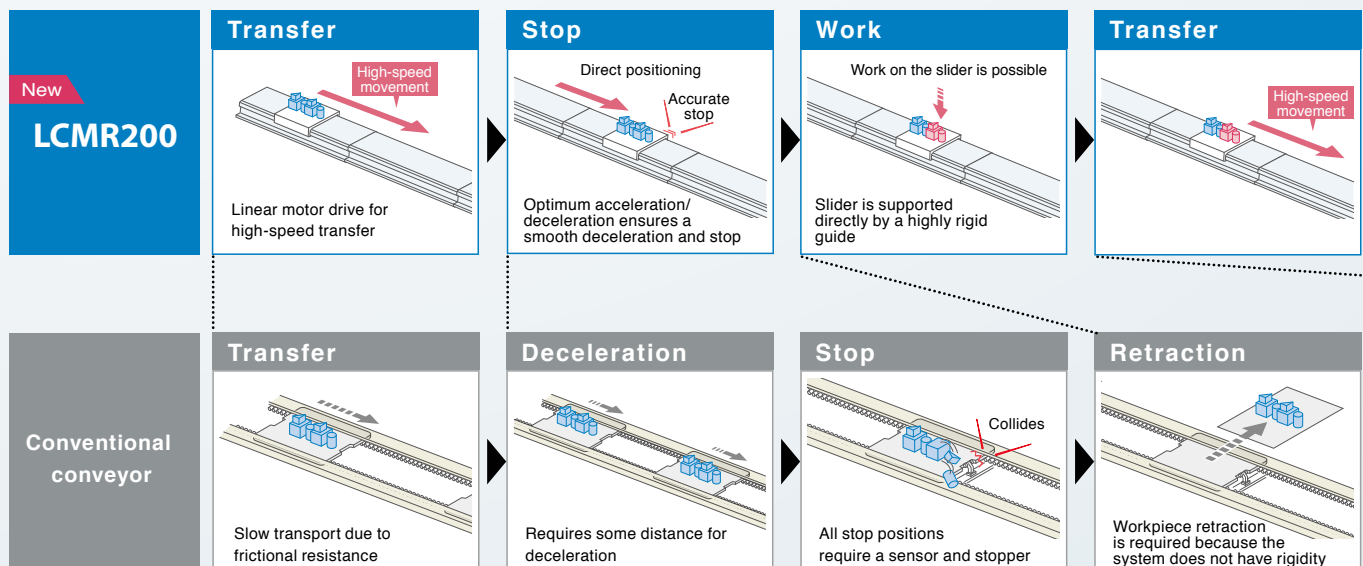 New
LCMR200
Transfer
High-speed
movement
Linear motor drive for
high-speed transfer
Stop
Direct positioning
Accurate
stop
Optimum acceleration/
deceleration ensures a
smooth deceleration and stop
Work
Work on the slider is possible
Slider is supported
directly by a highly rigid
guide
Transfer
High-speed
movement
Conventional
conveyor
Transfer
Slow transport due to
frictional resistance
Deceleration
Requires some distance for
deceleration
Stop
Collides
All stop positions
require a sensor and stopper
Retraction
Workpiece retraction
is required because the
system does not have rigidity